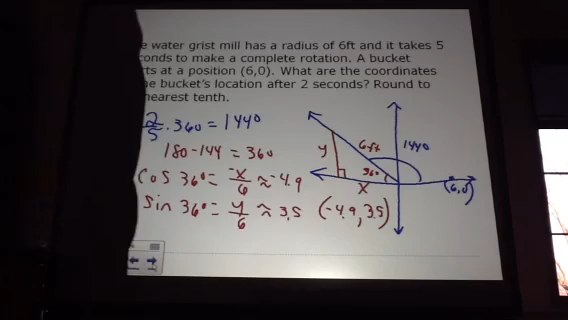 e water grist mill has a radius of 6ft and it takes 5
conds to make a complete rotation. A bucket
ts at a position (6,0). What are the coordinates
he bucket's location after 2 seconds? Round to
nearest tenth.
2/5 · 360 = 144°
180-144 = 36°
cos 36° = -x/6 ≈ -4.9
sin 36° = y/6 ≈ 3.5 (-4.9, 3.5)
y 6ft 144°
36°
x (6,0)